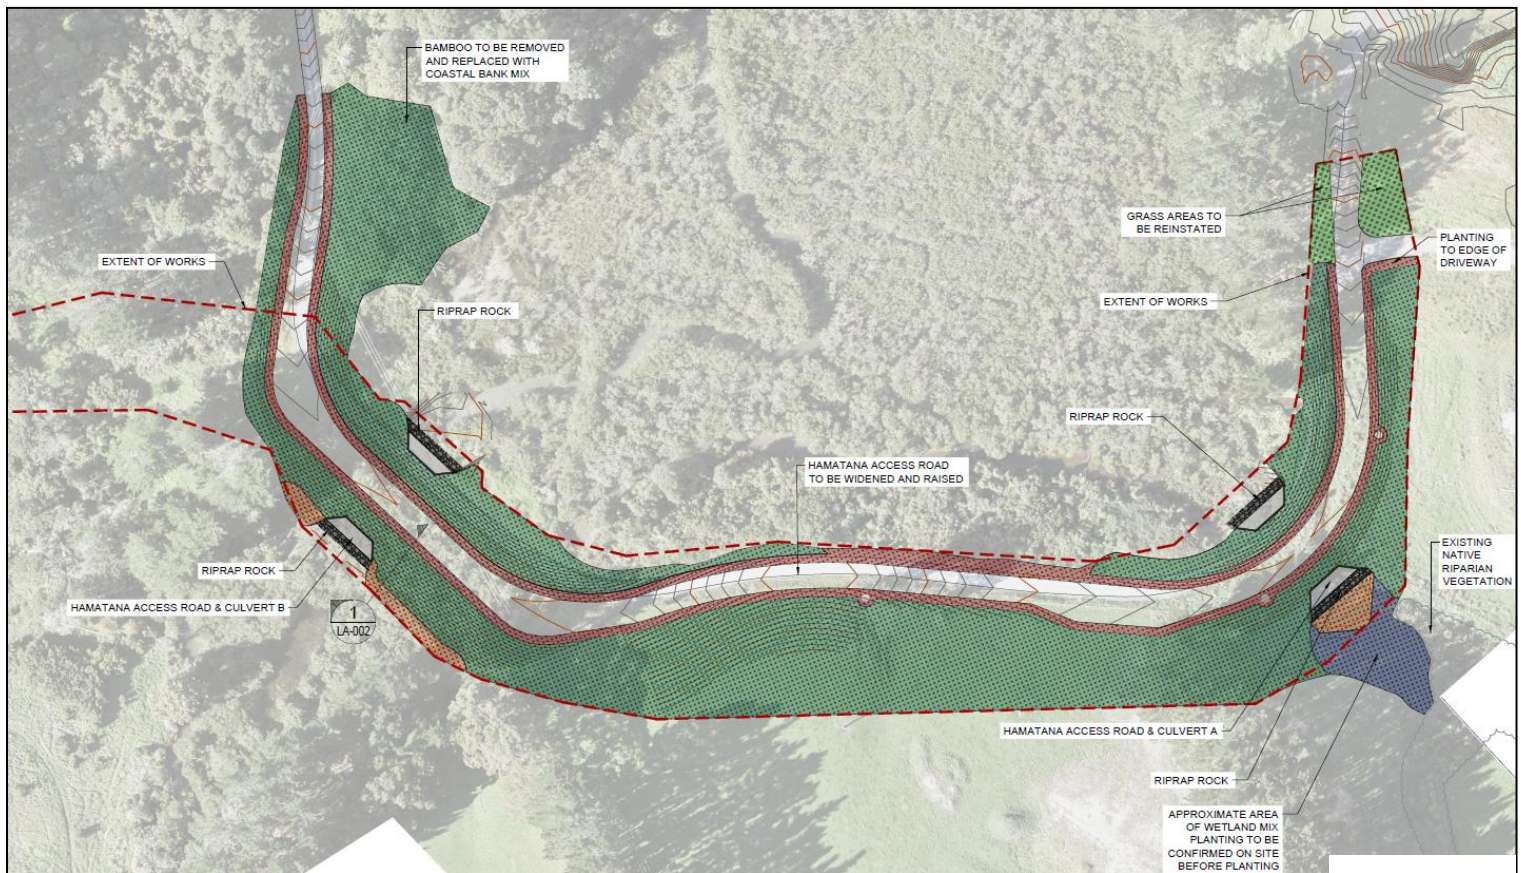 BAMBOO TO BE REMOVED
AND REPLACED WITH
COASTAL BANK MIX
GRASS AREAS TO
BE REINSTATED
PLANTING
TO EDGE OF
DRIVEWAY
EXTENT OF WORKS
EXTENT OF WORKS
RIPRAP ROCK
RIPRAP ROCK
HAMATANA ACCESS ROAD
TO BE WIDENED AND RAISED
EXISTING
NATIVE
RIPARIAN
VEGETATION
RIPRAP ROCK
HAMATANA ACCESS ROAD & CULVERT B
1
LA-002
HAMATANA ACCESS ROAD & CULVERT A
RIPRAP ROCK
APPROXIMATE AREA
OF WETLAND MIX
PLANTING TO BE
CONFIRMED ON SITE
BEFORE PLANTING